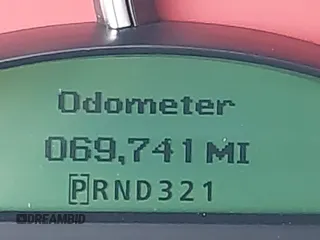 Odometer
069,741 MI
PRND321
DREAMBID